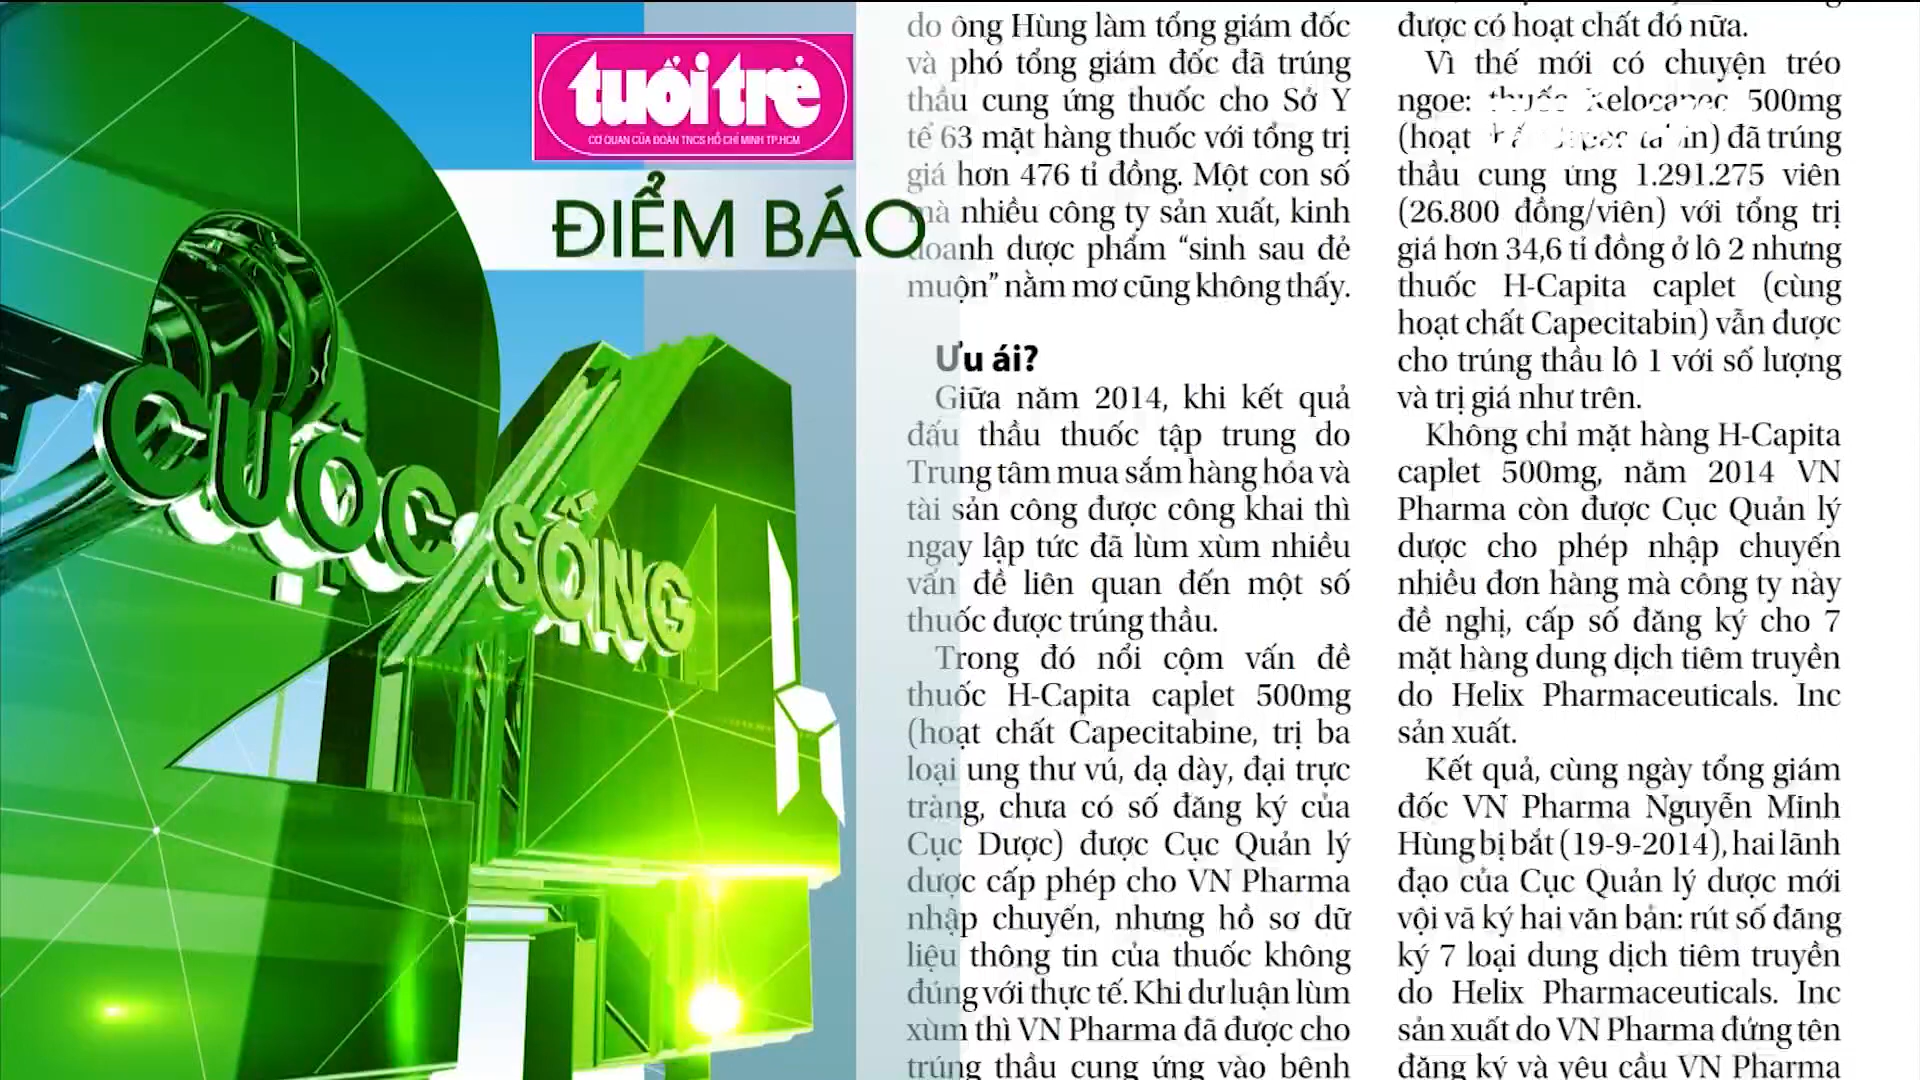 tuổi trẻ
CƠ QUAN CỦA ĐOÀN TNCS HỒ CHÍ MINH TP.HCM
ĐIỂM BÁO
24h
CUỘC SỐNG
do ông Hùng làm tổng giám đốc
và phó tổng giám đốc đã trúng
thầu cung ứng thuốc cho Sở Y
tế 63 mặt hàng thuốc với tổng trị
giá hơn 476 tỉ đồng. Một con số
mà nhiều công ty sản xuất, kinh
doanh dược phẩm “sinh sau đẻ
muộn” nằm mơ cũng không thấy.
Ưu ái?
Giữa năm 2014, khi kết quả
đấu thầu thuốc tập trung do
Trung tâm mua sắm hàng hóa và
tài sản công được công khai thì
ngay lập tức đã lùm xùm nhiều
vấn đề liên quan đến một số
thuốc được trúng thầu.
Trong đó nổi cộm vấn đề
thuốc H-Capita caplet 500mg
(hoạt chất Capecitabine, trị ba
loại ung thư vú, dạ dày, đại trực
tràng, chưa có số đăng ký của
Cục Dược) được Cục Quản lý
dược cấp phép cho VN Pharma
nhập chuyến, nhưng hồ sơ dữ
liệu thông tin của thuốc không
đúng với thực tế. Khi dư luận lùm
xùm thì VN Pharma đã được cho
trúng thầu cung ứng vào bệnh
được có hoạt chất đó nữa.
Vì thế mới có chuyện tréo
ngoe: thuốc Xelocapec 500mg
(hoạt chất Capecitabin) đã trúng
thầu cung ứng 1.291.275 viên
(26.800 đồng/viên) với tổng trị
giá hơn 34,6 tỉ đồng ở lô 2 nhưng
thuốc H-Capita caplet (cùng
hoạt chất Capecitabin) vẫn được
cho trúng thầu lô 1 với số lượng
và trị giá như trên.
Không chỉ mặt hàng H-Capita
caplet 500mg, năm 2014 VN
Pharma còn được Cục Quản lý
dược cho phép nhập chuyến
nhiều đơn hàng mà công ty này
đề nghị, cấp số đăng ký cho 7
mặt hàng dung dịch tiêm truyền
do Helix Pharmaceuticals. Inc
sản xuất.
Kết quả, cùng ngày tổng giám
đốc VN Pharma Nguyễn Minh
Hùng bị bắt (19-9-2014), hai lãnh
đạo của Cục Quản lý dược mới
vội vã ký hai văn bản: rút số đăng
ký 7 loại dung dịch tiêm truyền
do Helix Pharmaceuticals. Inc
sản xuất do VN Pharma đứng tên
đăng ký và yêu cầu VN Pharma